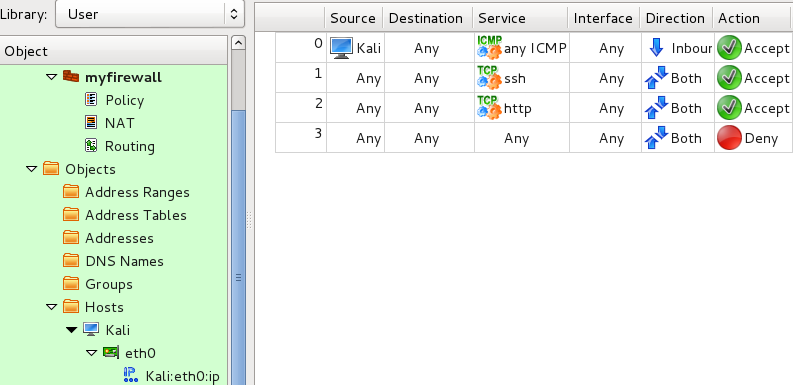 Library: User
Object
myfirewall
Policy
NAT
Routing
Objects
Address Ranges
Address Tables
Addresses
DNS Names
Groups
Hosts
Kali
eth0
IP Kali:eth0:ip
Source Destination Service Interface Direction Action
0 Kali Any ICMP any ICMP Any Inbour Accept
1 Any Any TCP ssh Any Both Accept
2 Any Any TCP http Any Both Accept
3 Any Any Any Any Both Deny